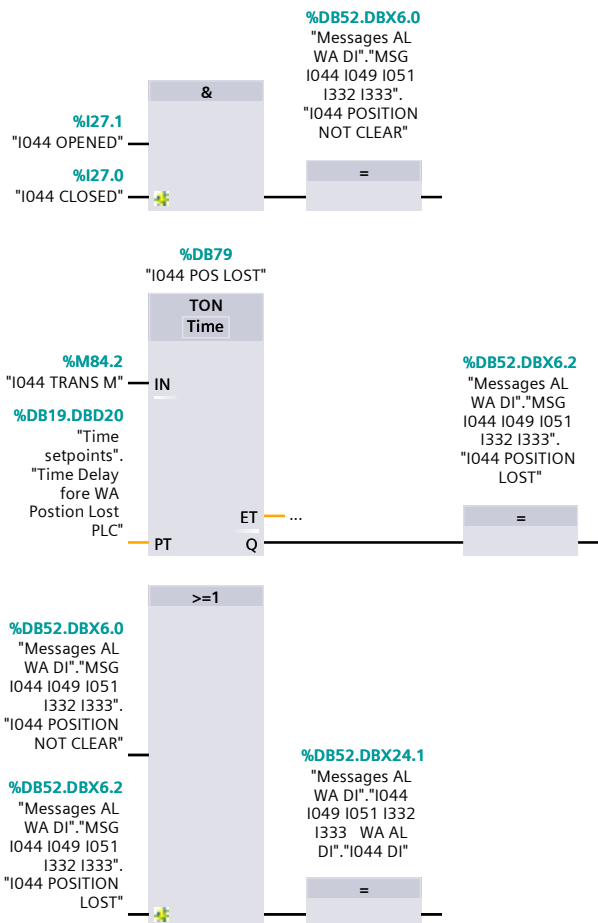 %DB52.DBX6.0
"Messages AL
WA DI"."MSG
I044 I049 I051
I332 I333".
"I044 POSITION
NOT CLEAR"
&
%I27.1
"I044 OPENED"
%I27.0
"I044 CLOSED"
=
%DB79
"I044 POS LOST"
TON
Time
%M84.2
"I044 TRANS M"
IN
%DB19.DBD20
"Time
setpoints".
"Time Delay
fore WA
Postion Lost
PLC"
PT
ET
...
Q
%DB52.DBX6.2
"Messages AL
WA DI"."MSG
I044 I049 I051
I332 I333".
"I044 POSITION
LOST"
=
>=1
%DB52.DBX6.0
"Messages AL
WA DI"."MSG
I044 I049 I051
I332 I333".
"I044 POSITION
NOT CLEAR"
%DB52.DBX6.2
"Messages AL
WA DI"."MSG
I044 I049 I051
I332 I333".
"I044 POSITION
LOST"
%DB52.DBX24.1
"Messages AL
WA DI"."I044
I049 I051 I332
I333 WA AL
DI"."I044 DI"
=